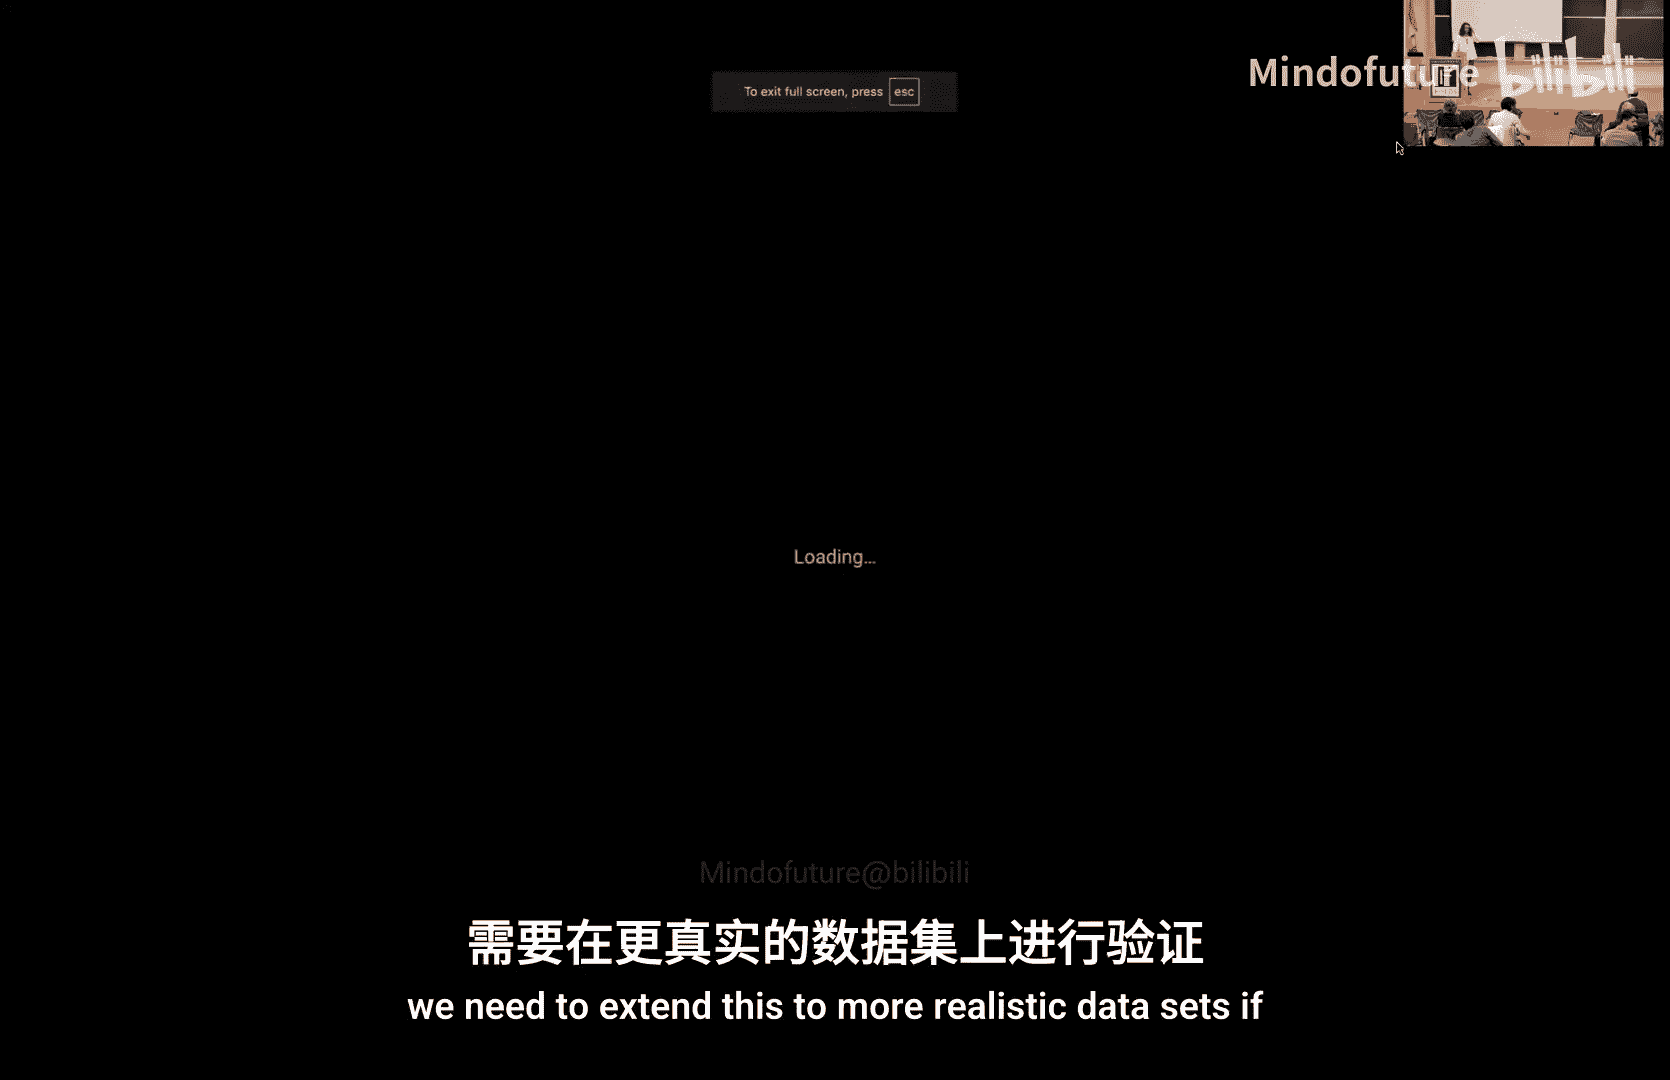 To exit full screen, press esc
Mindofuture bilibili
Loading...
Mindofuture@bilibili
需要在更真实的数据集上进行验证
we need to extend this to more realistic data sets if